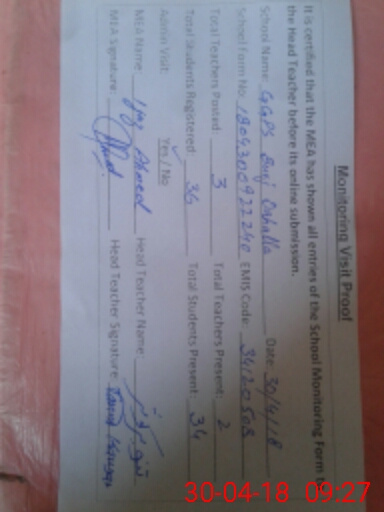 Monitoring Visit Proof
It is certified that the MEA has shown all entries of the School Monitoring Form to
the Head Teacher before its online submission.
School Name: GGPS Burj Dahalla Date: 30/4/18
School Form No: EMIS Code:
Total Teachers Posted: 3 Total Teachers Present: 2
Total Students Registered: 36 Total Students Present: 34
Admin Visit: Yes / No
MEA Name: Ahmed Head Teacher Name:
MEA Signature: Head Teacher Signature:
30-04-18 09:27